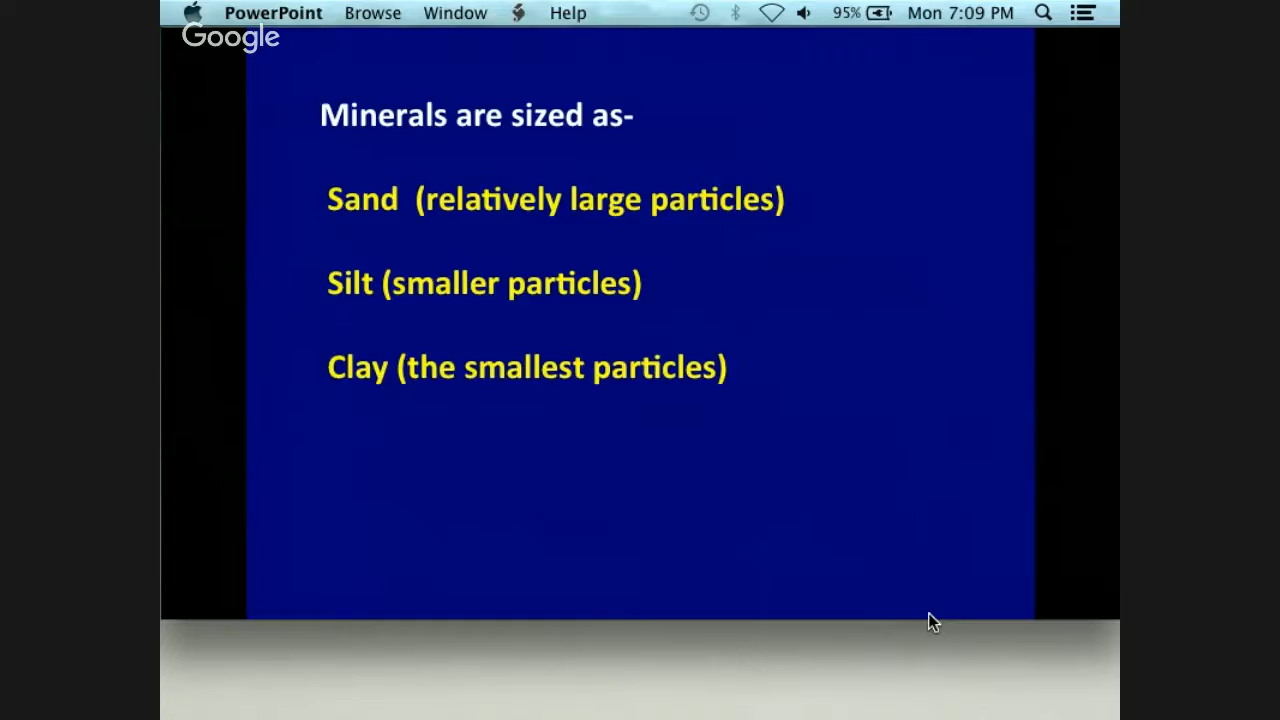 PowerPoint Browse Window Help 95% Mon 7:09 PM
Google
Minerals are sized as-
Sand (relatively large particles)
Silt (smaller particles)
Clay (the smallest particles)